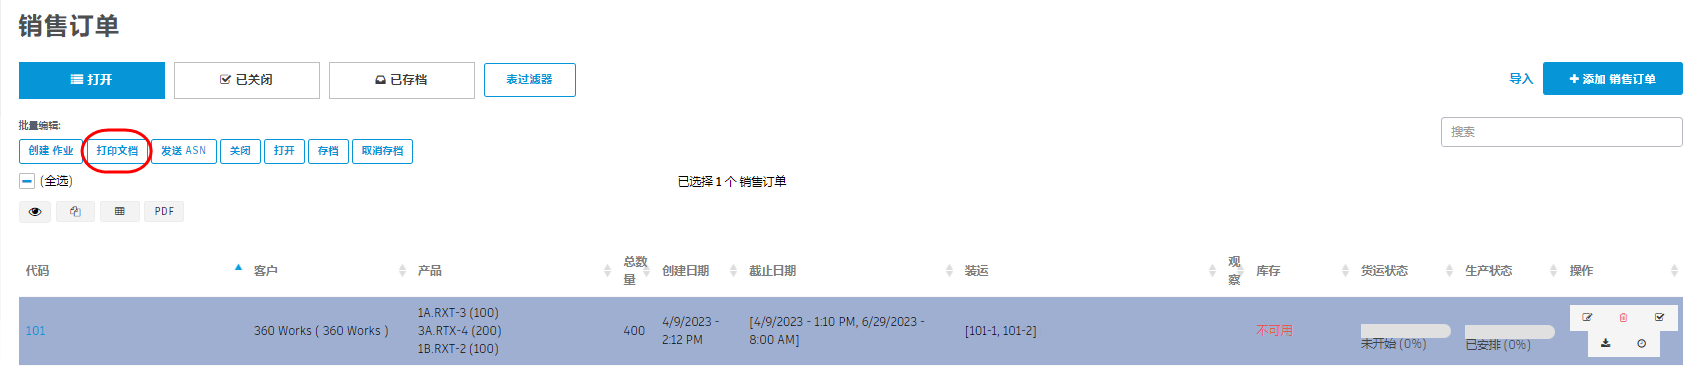 销售订单
打开 已关闭 已存档 表过滤器 导入 添加 销售订单
批量编辑:
搜索
创建 作业 打印文档 发送 ASN 关闭 打开 存档 取消存档
(全选) 已选择 1 个 销售订单
PDF
代码 客户 产品 总数量 创建日期 截止日期 装运 观察 库存 货运状态 生产状态 操作
1A.RXT-3 (100)
101 360 Works ( 360 Works ) 3A.RTX-4 (200) 400 4/9/2023 - 2:12 PM [4/9/2023 - 1:10 PM, 6/29/2023 - 8:00 AM] [101-1, 101-2] 不可用
1B.RXT-2 (100) 未开始 (0%) 已安排 (0%)